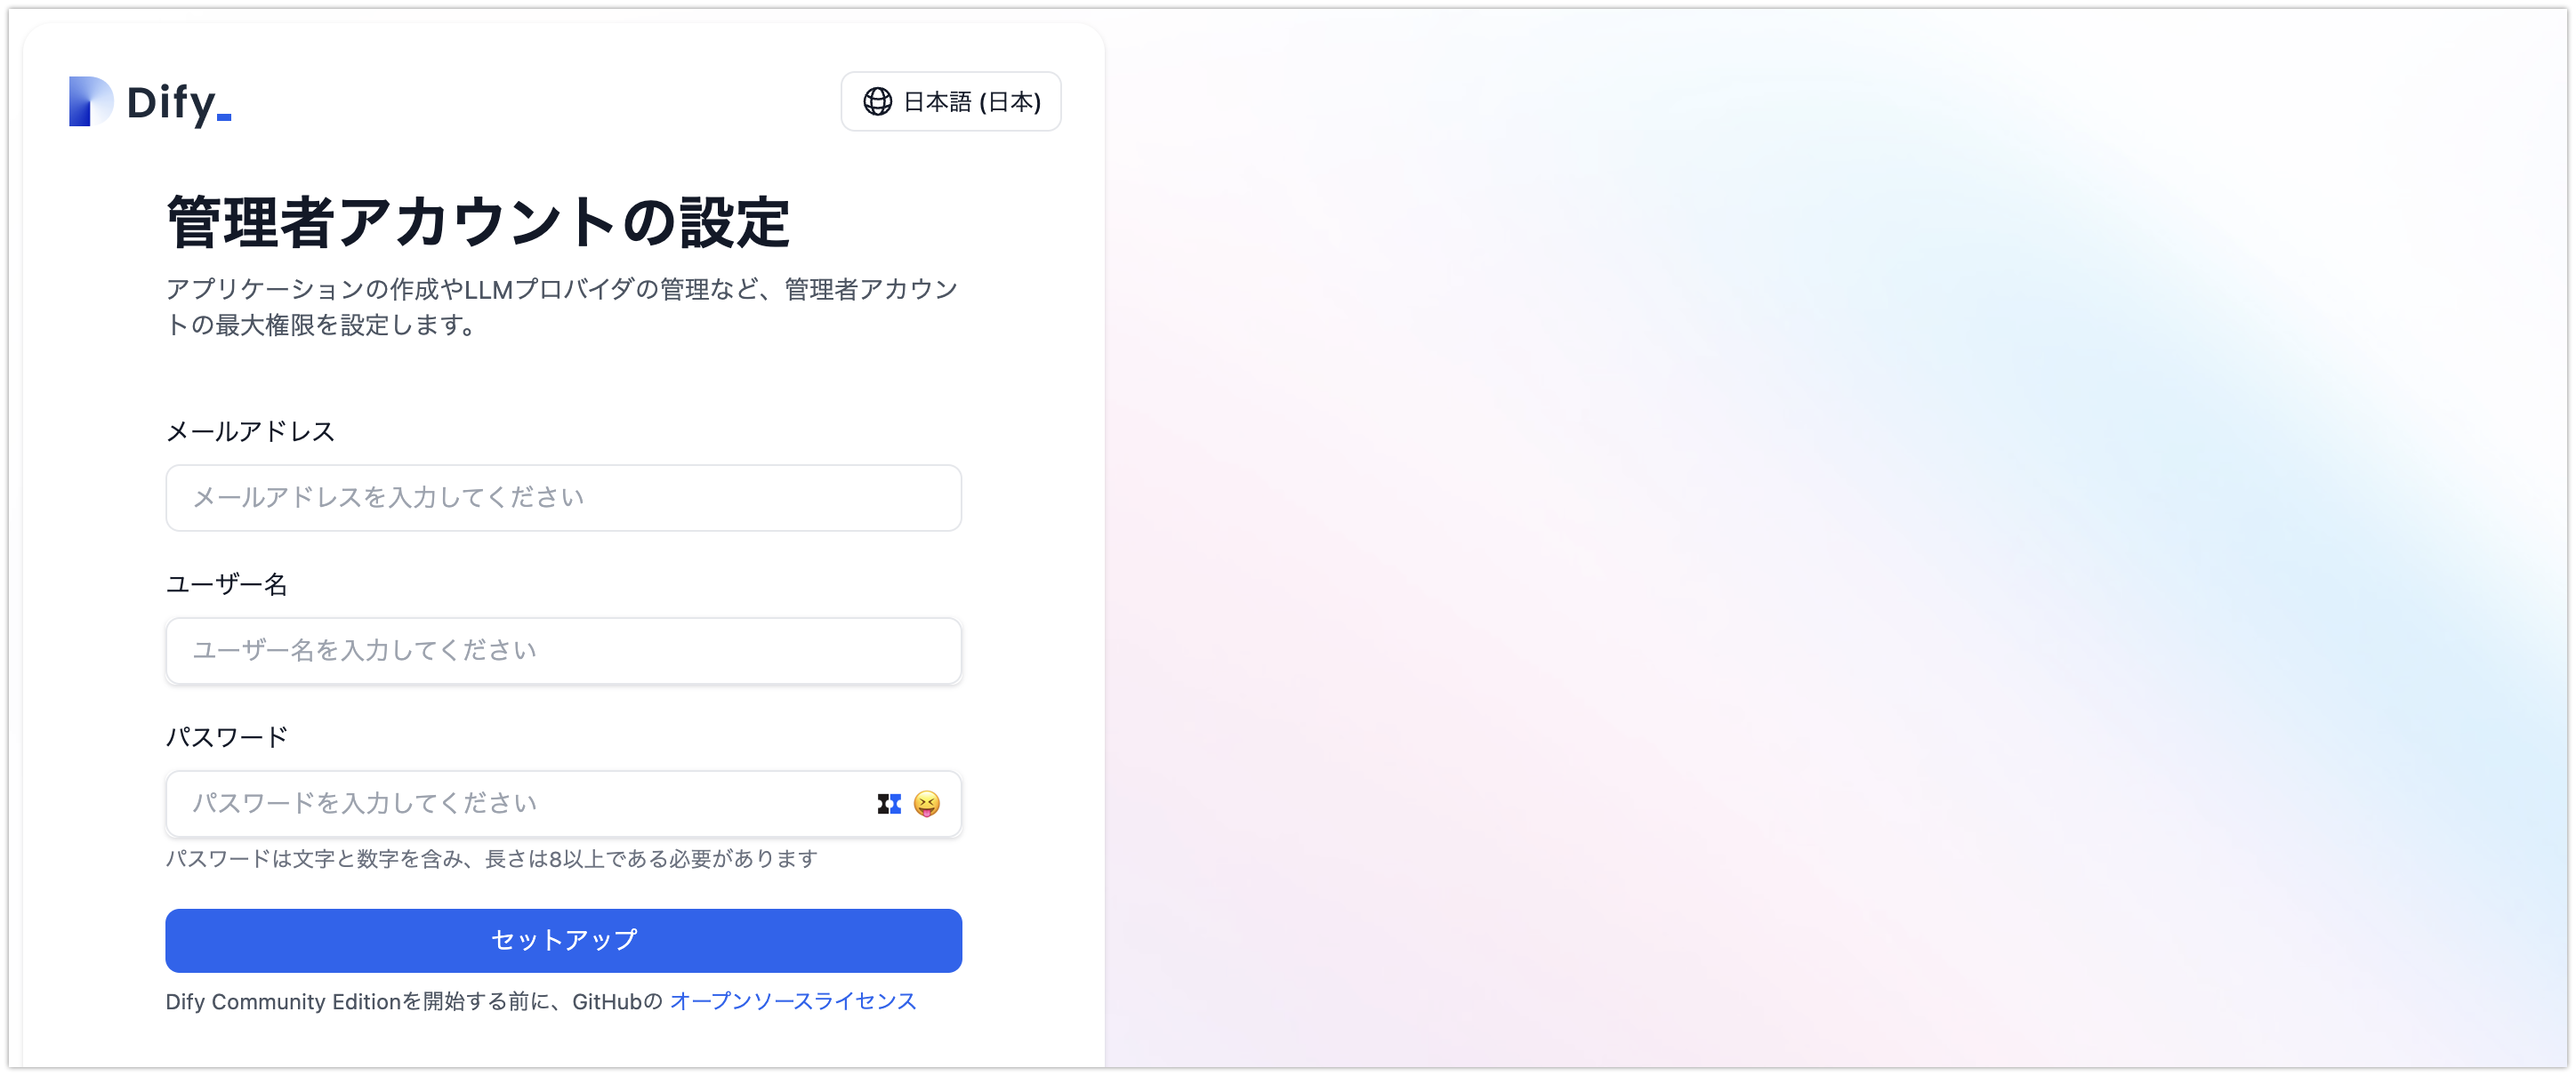 Dify_
日本語 (日本)
管理者アカウントの設定
アプリケーションの作成やLLMプロバイダの管理など、管理者アカウン
トの最大権限を設定します。
メールアドレス
メールアドレスを入力してください
ユーザー名
ユーザー名を入力してください
パスワード
パスワードを入力してください
パスワードは文字と数字を含み、長さは8以上である必要があります
セットアップ
Dify Community Editionを開始する前に、GitHubの オープンソースライセンス